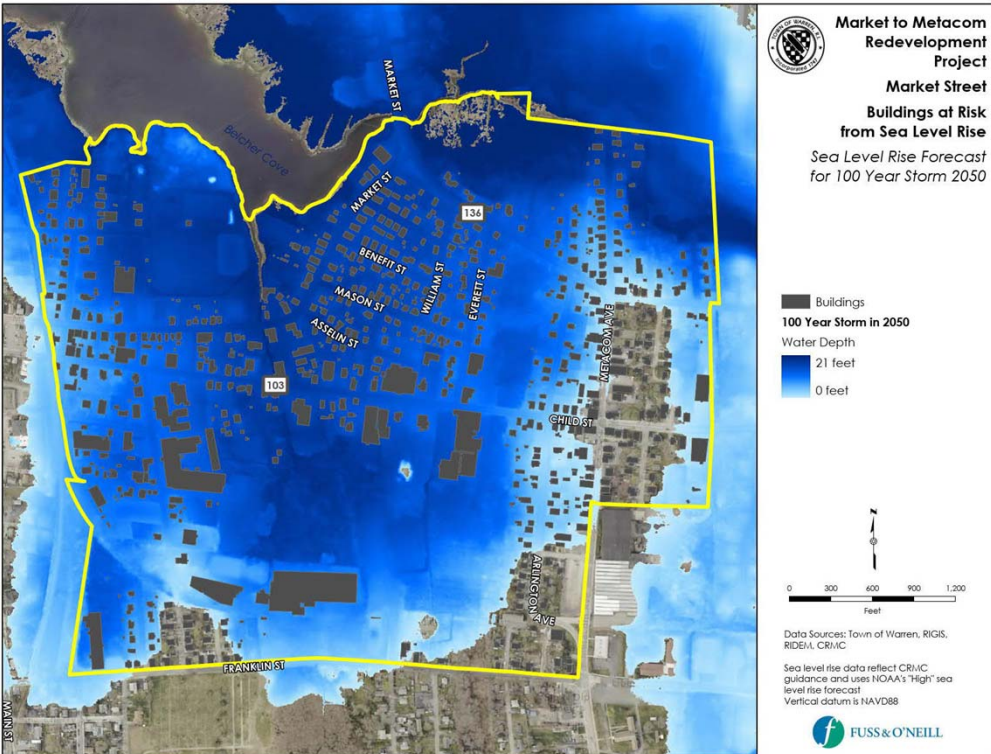 MARKET ST
Belcher Cove
MARKET ST
136
BENEFIT ST
WILLIAM ST
EVERETT ST
MASON ST
ASSELIN ST
METACOM AVE
103
CHILD ST
ARLINGTON AVE
FRANKLIN ST
MAIN ST
TOWN OF WARREN, R.I.
Incorporated 1747
Market to Metacom
Redevelopment
Project
Market Street
Buildings at Risk
from Sea Level Rise
Sea Level Rise Forecast
for 100 Year Storm 2050
Buildings
100 Year Storm in 2050
Water Depth
21 feet
0 feet
N
0 300 600 900 1,200
Feet
Data Sources: Town of Warren, RIGIS,
RIDEM, CRMC
Sea level rise data reflect CRMC
guidance and uses NOAA's "High" sea
level rise forecast
Vertical datum is NAVD88
f
FUSS & O'NEILL